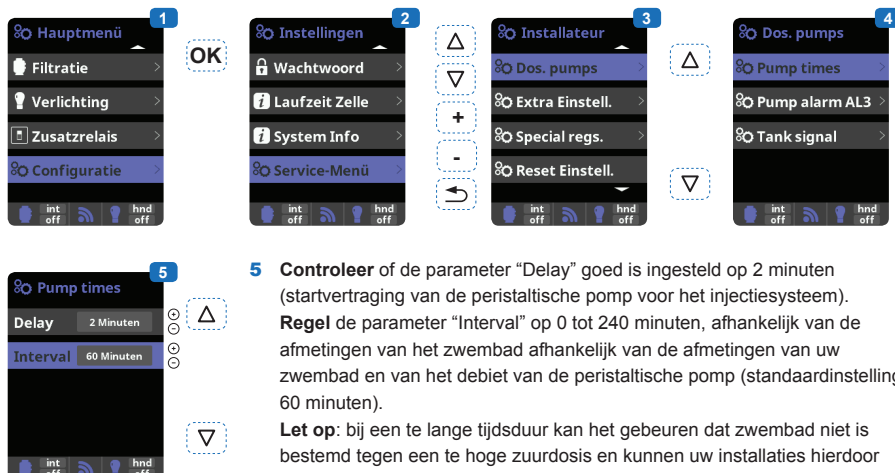 1
Hauptmenü
Filtratie
Verlichting
Zusatzrelais
Configuratie
int off
hnd off
OK
2
Instellingen
Wachtwoord
Laufzeit Zelle
System Info
Service-Menü
int off
hnd off
+
-
3
Installateur
Dos. pumps
Extra Einstell.
Special regs.
Reset Einstell.
int off
hnd off
4
Dos. pumps
Pump times
Pump alarm AL3
Tank signal
int off
hnd off
5
Pump times
Delay 2 Minuten
Interval 60 Minuten
int off
hnd off
5 Controleer of de parameter “Delay” goed is ingesteld op 2 minuten
(startvertraging van de peristaltische pomp voor het injectiesysteem).
Regel de parameter “Interval” op 0 tot 240 minuten, afhankelijk van de
afmetingen van het zwembad afhankelijk van de afmetingen van uw
zwembad en van het debiet van de peristaltische pomp (standaardinstelling
60 minuten).
Let op: bij een te lange tijdsduur kan het gebeuren dat zwembad niet is
bestemd tegen een te hoge zuurdosis en kunnen uw installaties hierdoor